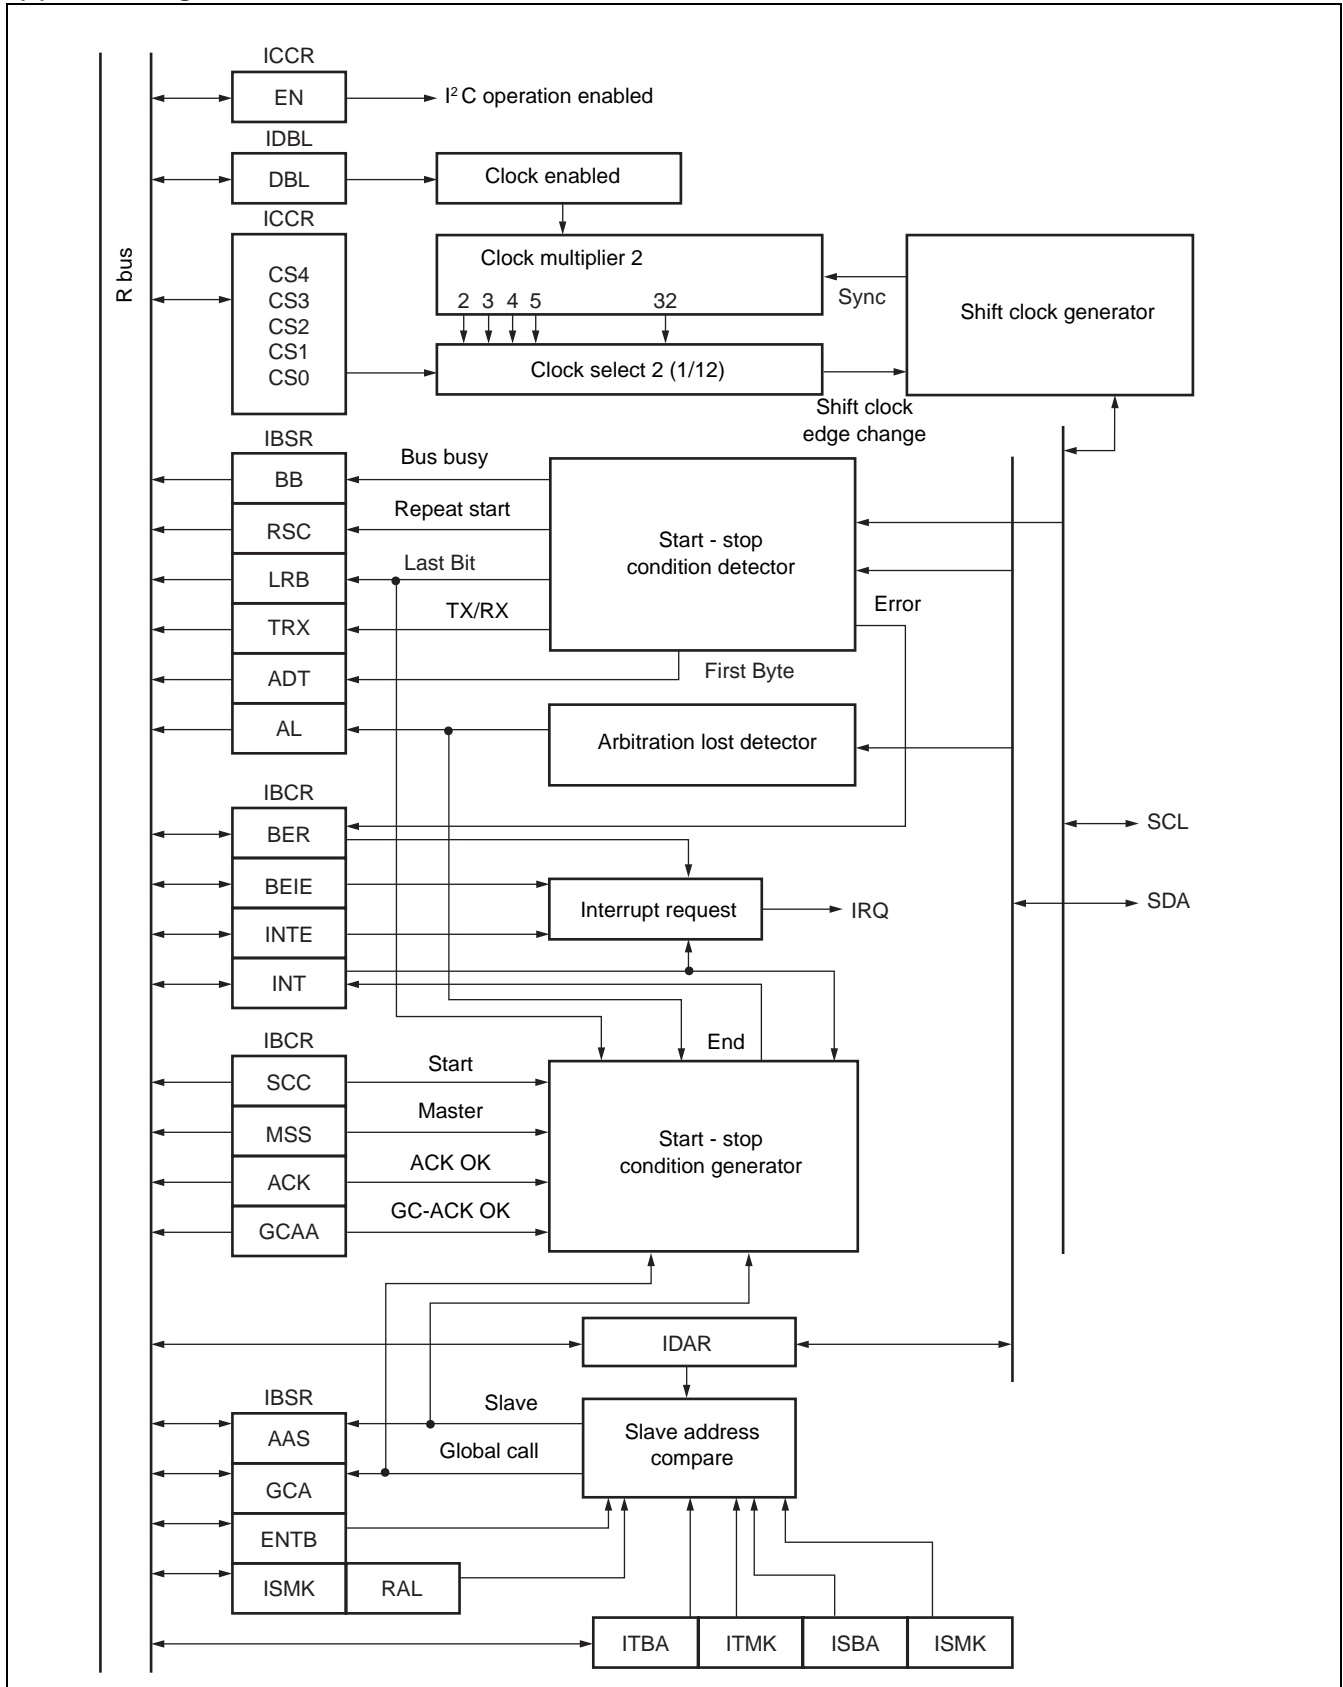 ICCR
EN
I² C operation enabled
IDBL
DBL
Clock enabled
ICCR
R bus
CS4
CS3
CS2
CS1
CS0
Clock multiplier 2
2 3 4 5 32
Sync
Shift clock generator
Clock select 2 (1/12)
Shift clock
edge change
IBSR
BB
Bus busy
RSC
Repeat start
LRB
Last Bit
TRX
TX/RX
ADT
First Byte
AL
Start - stop
condition detector
Error
Arbitration lost detector
IBCR
BER
BEIE
INTE
INT
Interrupt request
IRQ
SCL
SDA
End
IBCR
SCC
Start
MSS
Master
ACK
ACK OK
GCAA
GC-ACK OK
Start - stop
condition generator
IDAR
IBSR
AAS
Slave
GCA
Global call
Slave address
compare
ENTB
ISMK
RAL
ITBA
ITMK
ISBA
ISMK